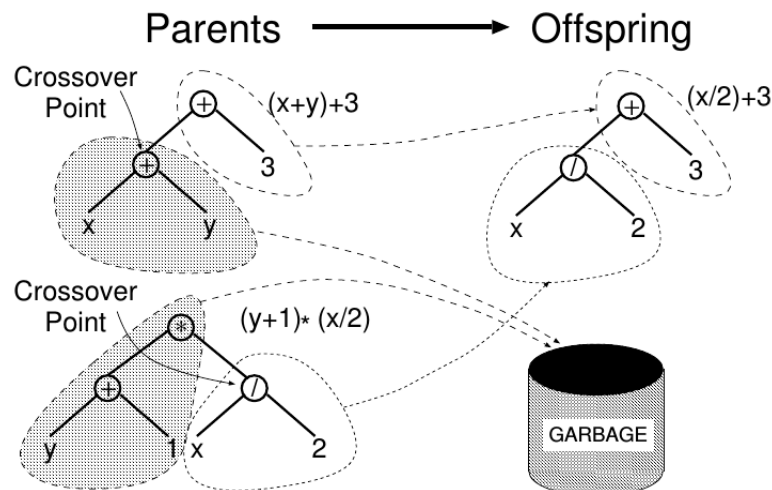 Parents Offspring
Crossover
Point
+ (x+y)+3
+ 3
x y
+ (x/2)+3
/ 3
x 2
Crossover
Point
* (y+1)* (x/2)
+ /
y 1 x 2
GARBAGE